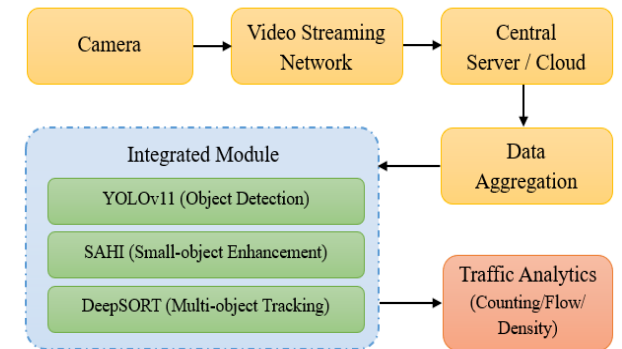 Camera
Video Streaming
Network
Central
Server / Cloud
Data
Aggregation
Integrated Module
YOLOv11 (Object Detection)
SAHI (Small-object Enhancement)
DeepSORT (Multi-object Tracking)
Traffic Analytics
(Counting/Flow/
Density)